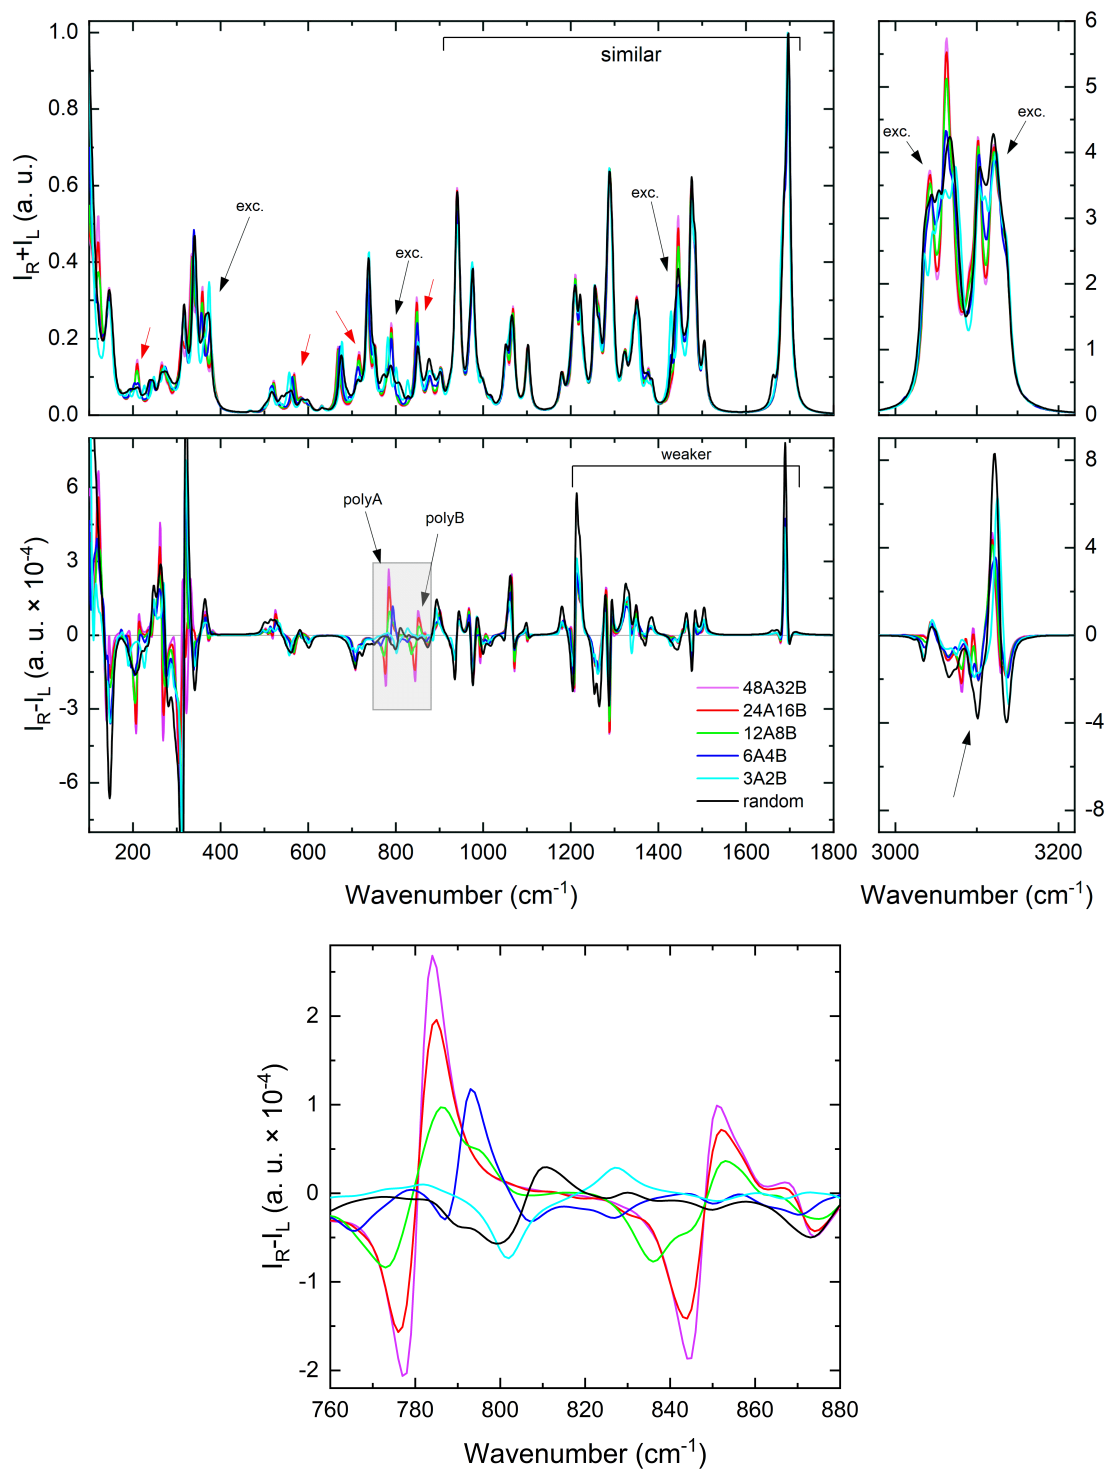 1.0
0.8
0.6
0.4
0.2
0.0
I_R+I_L (a. u.)
similar
exc.
exc.
exc.
exc.
exc.
6
5
4
3
2
1
0
6
3
0
-3
-6
I_R-I_L (a. u. × 10^-4)
weaker
polyA
polyB
48A32B
24A16B
12A8B
6A4B
3A2B
random
8
4
0
-4
-8
200 400 600 800 1000 1200 1400 1600 1800
3000 3200
Wavenumber (cm^-1)
Wavenumber (cm^-1)
2
1
0
-1
-2
I_R-I_L (a. u. × 10^-4)
760 780 800 820 840 860 880
Wavenumber (cm^-1)